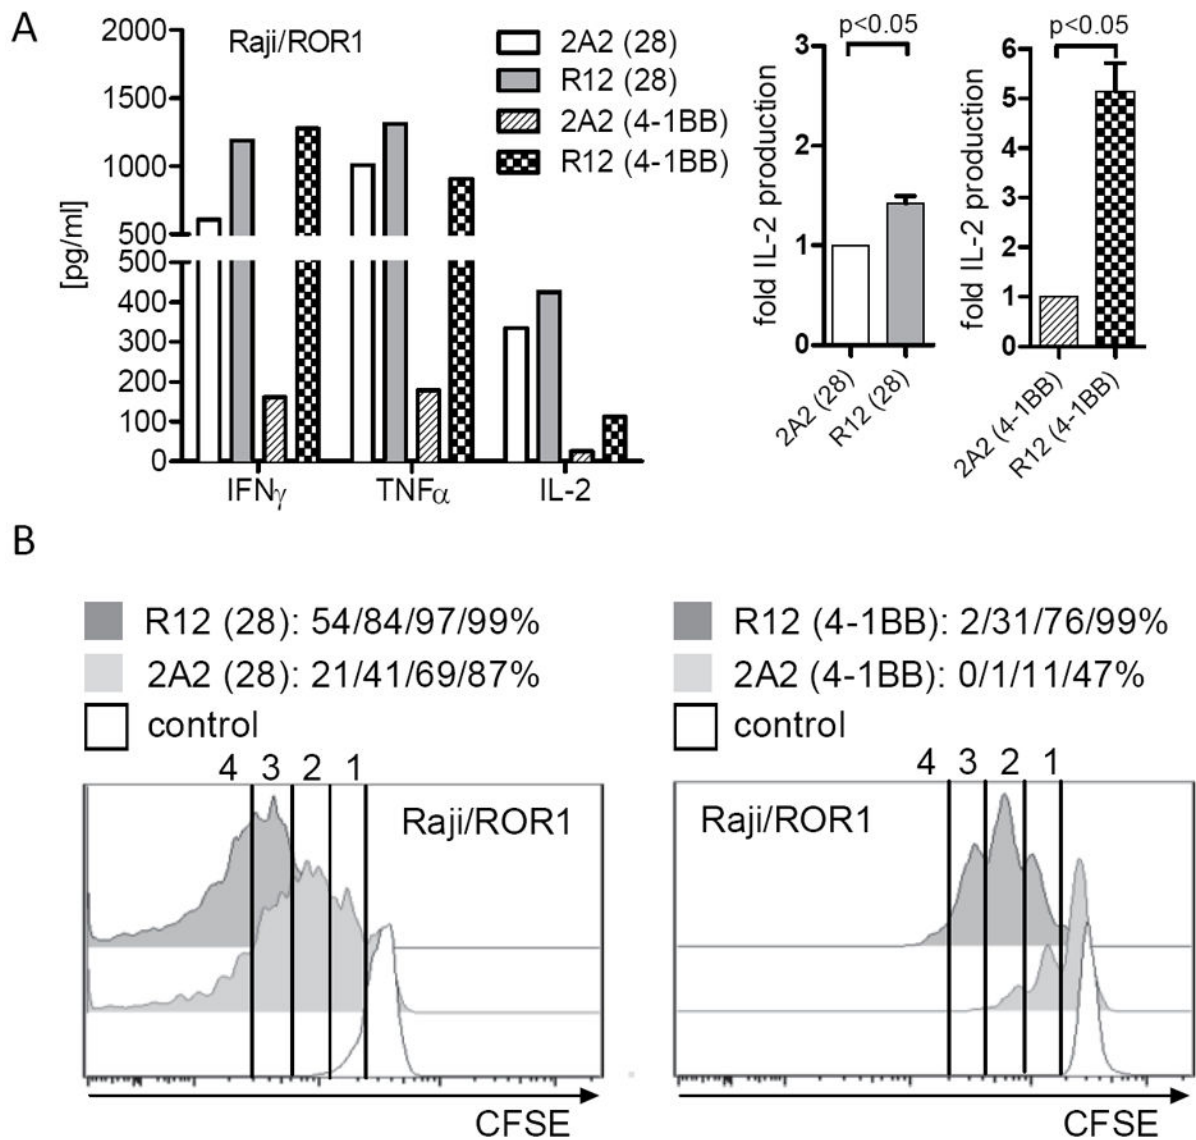 A
Raji/ROR1
2A2 (28)
R12 (28)
2A2 (4-1BB)
R12 (4-1BB)
[pg/ml]
2000
1500
1000
500
500
400
300
200
100
0
IFNγ
TNFα
IL-2
p<0.05
fold IL-2 production
3
2
1
0
2A2 (28)
R12 (28)
p<0.05
fold IL-2 production
6
5
4
3
2
1
0
2A2 (4-1BB)
R12 (4-1BB)
B
R12 (28): 54/84/97/99%
2A2 (28): 21/41/69/87%
control
4 3 2 1
Raji/ROR1
CFSE
R12 (4-1BB): 2/31/76/99%
2A2 (4-1BB): 0/1/11/47%
control
4 3 2 1
Raji/ROR1
CFSE